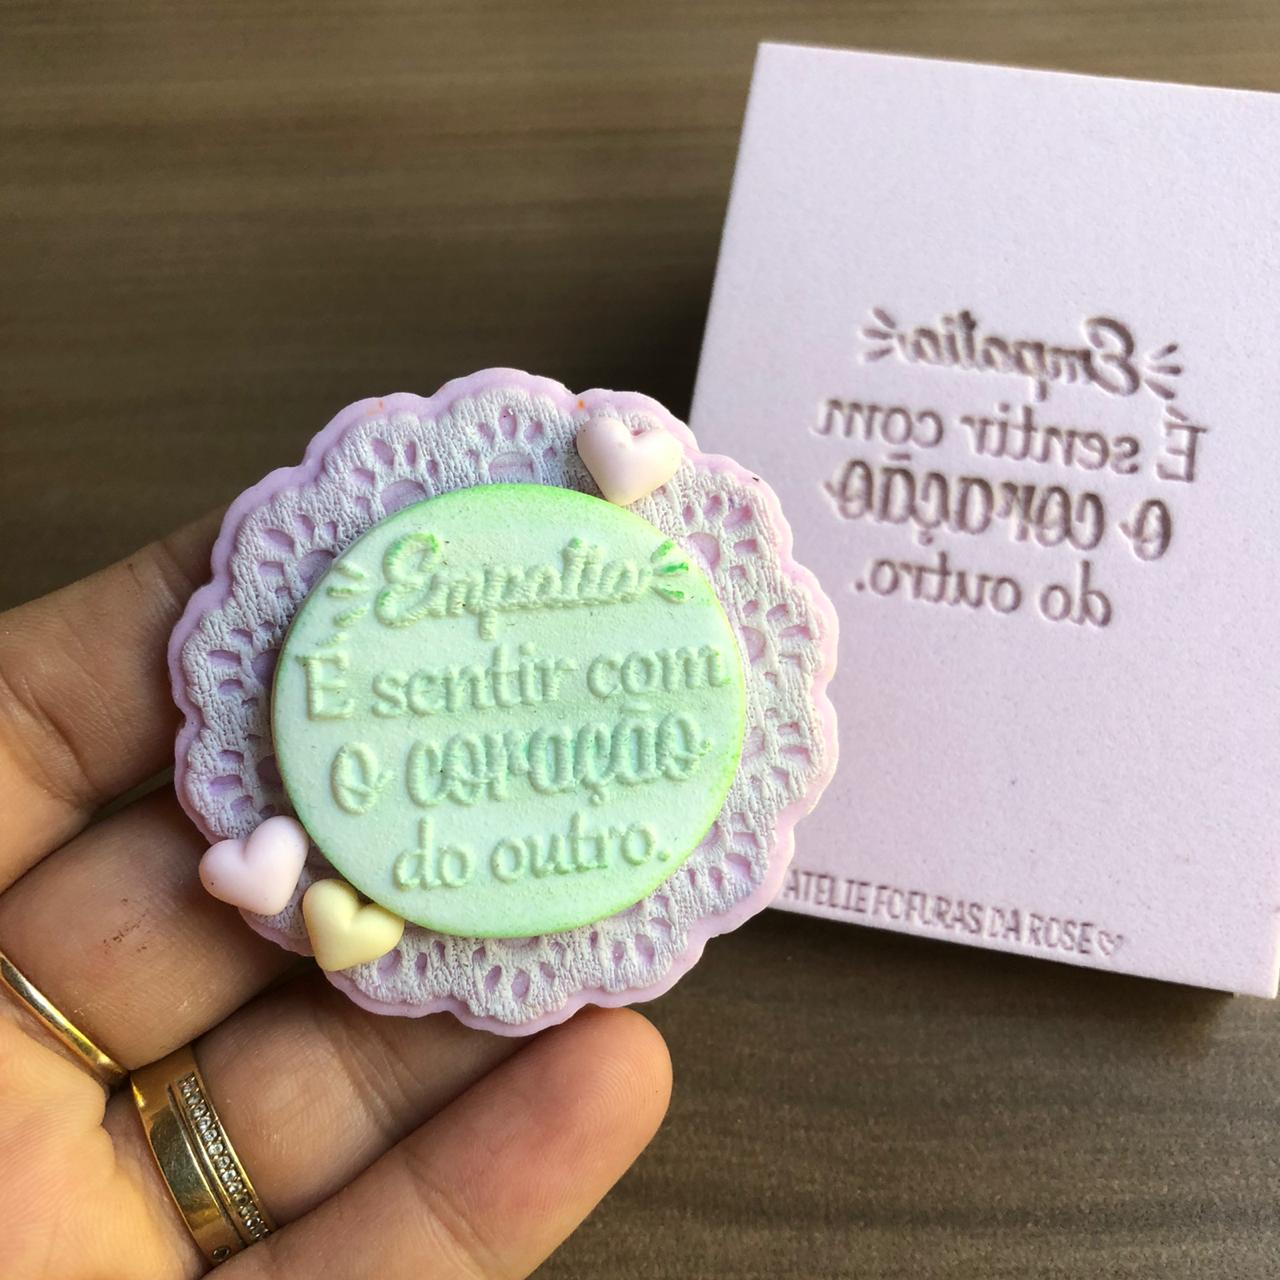 Empatia
É sentir com
o coração
do outro.
Empatia
É sentir com
o coração
do outro.
ATELIE FOFURAS DA ROSE